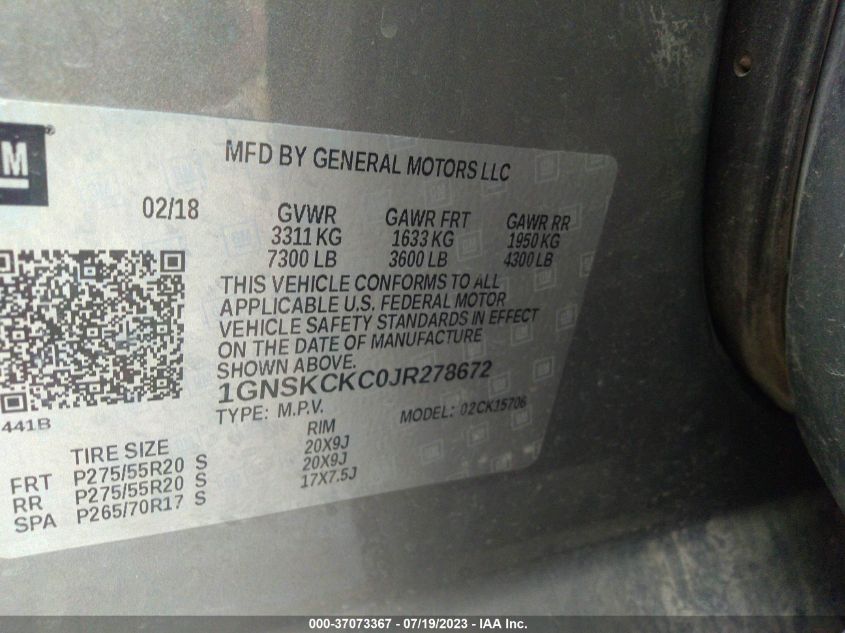 GM
MFD BY GENERAL MOTORS LLC
02/18
GVWR GAWR FRT GAWR RR
3311 KG 1633 KG 1950 KG
7300 LB 3600 LB 4300 LB
THIS VEHICLE CONFORMS TO ALL
APPLICABLE U.S. FEDERAL MOTOR
VEHICLE SAFETY STANDARDS IN EFFECT
ON THE DATE OF MANUFACTURE
SHOWN ABOVE.
1GNSKCKC0JR278672
TYPE: M.P.V. MODEL: 02CK15706
441B
TIRE SIZE RIM
FRT P275/55R20 S 20X9J
RR P275/55R20 S 20X9J
SPA P265/70R17 S 17X7.5J
000-37073367 - 07/19/2023 - IAA Inc.